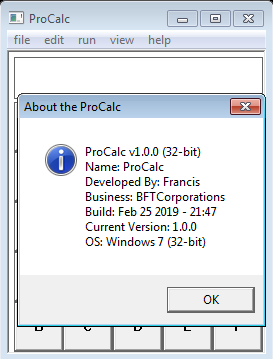 ProCalc
file edit run view help
About the ProCalc
ProCalc v1.0.0 (32-bit)
Name: ProCalc
Developed By: Francis
Business: BFTCorporations
Build: Feb 25 2019 - 21:47
Current Version: 1.0.0
OS: Windows 7 (32-bit)
OK